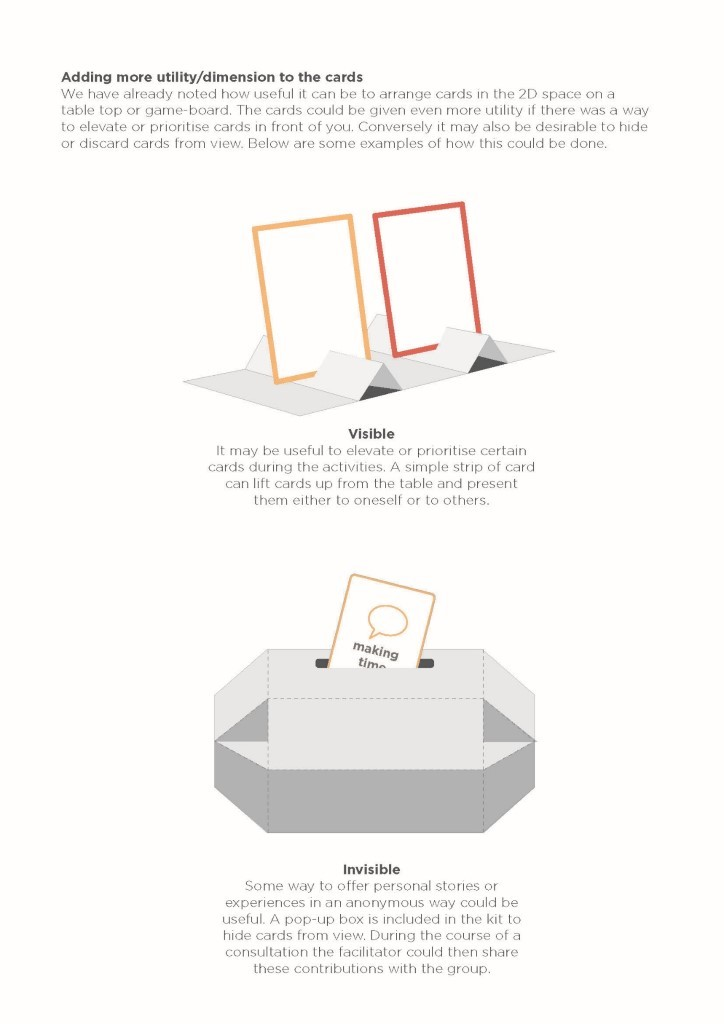 Adding more utility/dimension to the cards
We have already noted how useful it can be to arrange cards in the 2D space on a
table top or game-board. The cards could be given even more utility if there was a way
to elevate or prioritise cards in front of you. Conversely it may also be desirable to hide
or discard cards from view. Below are some examples of how this could be done.
Visible
It may be useful to elevate or prioritise certain
cards during the activities. A simple strip of card
can lift cards up from the table and present
them either to oneself or to others.
making
time
Invisible
Some way to offer personal stories or
experiences in an anonymous way could be
useful. A pop-up box is included in the kit to
hide cards from view. During the course of a
consultation the facilitator could then share
these contributions with the group.